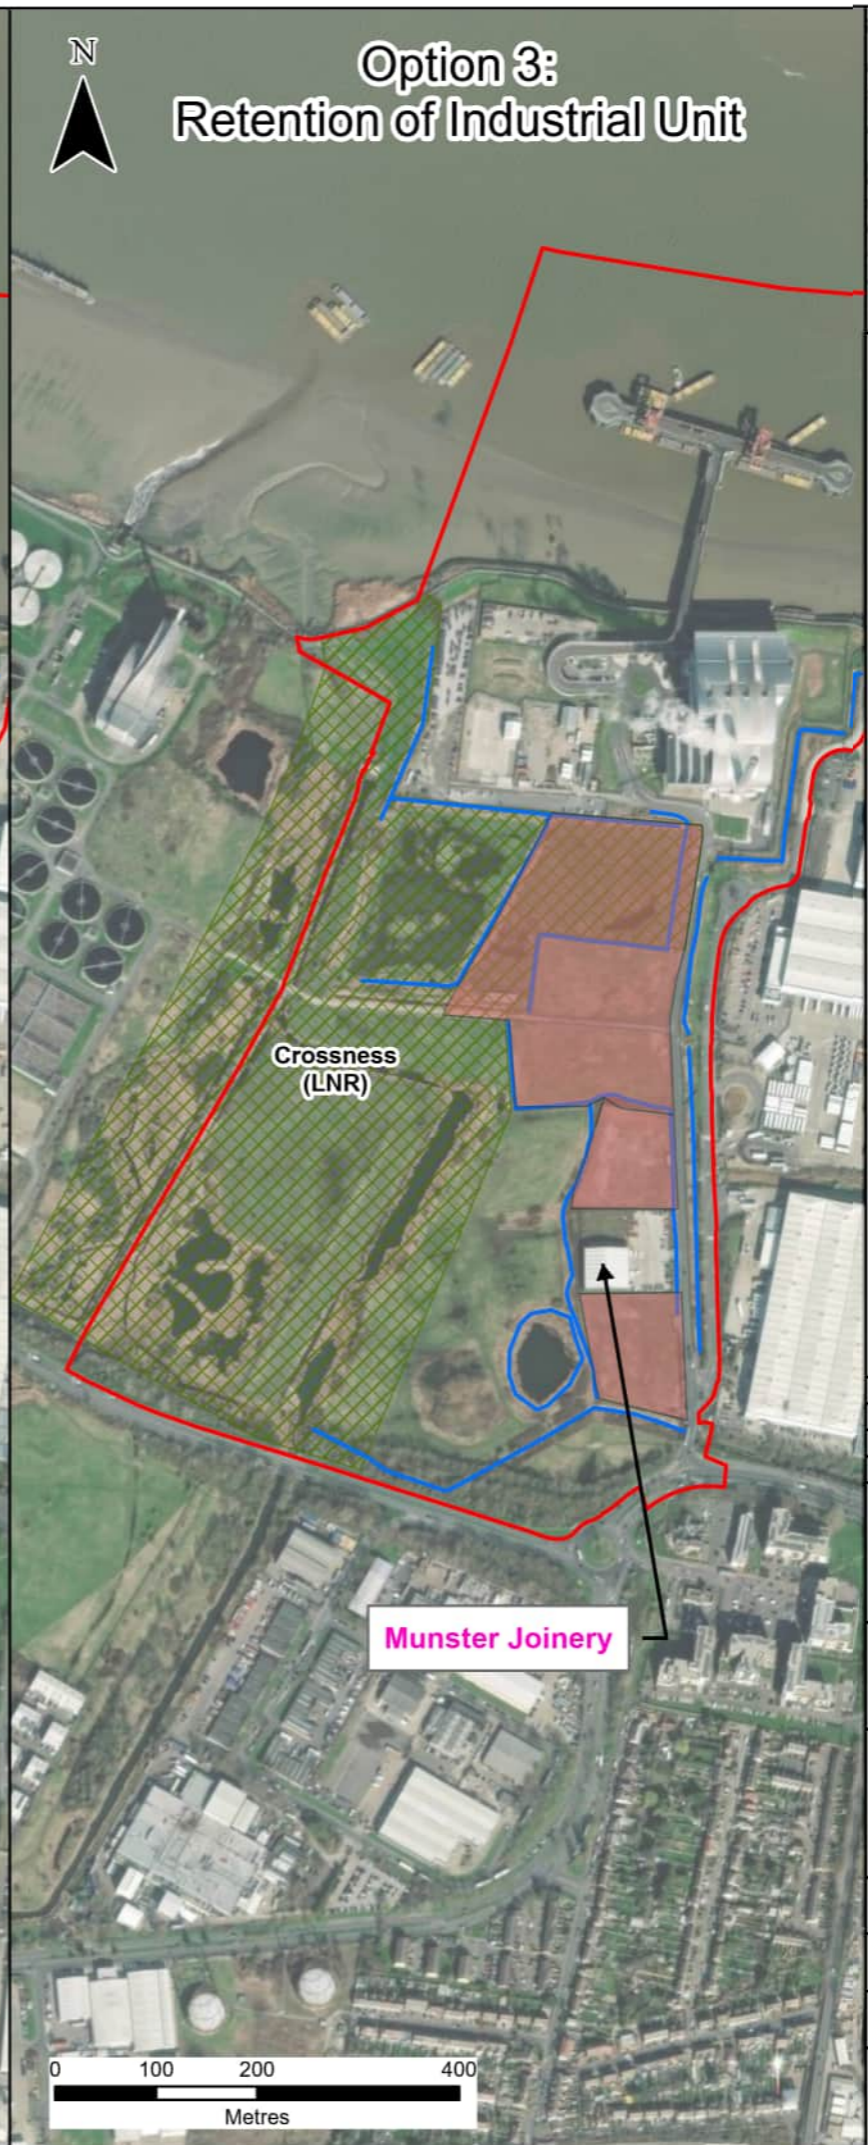 N
Option 3:
Retention of Industrial Unit
Crossness
(LNR)
Munster Joinery
0 100 200 400
Metres